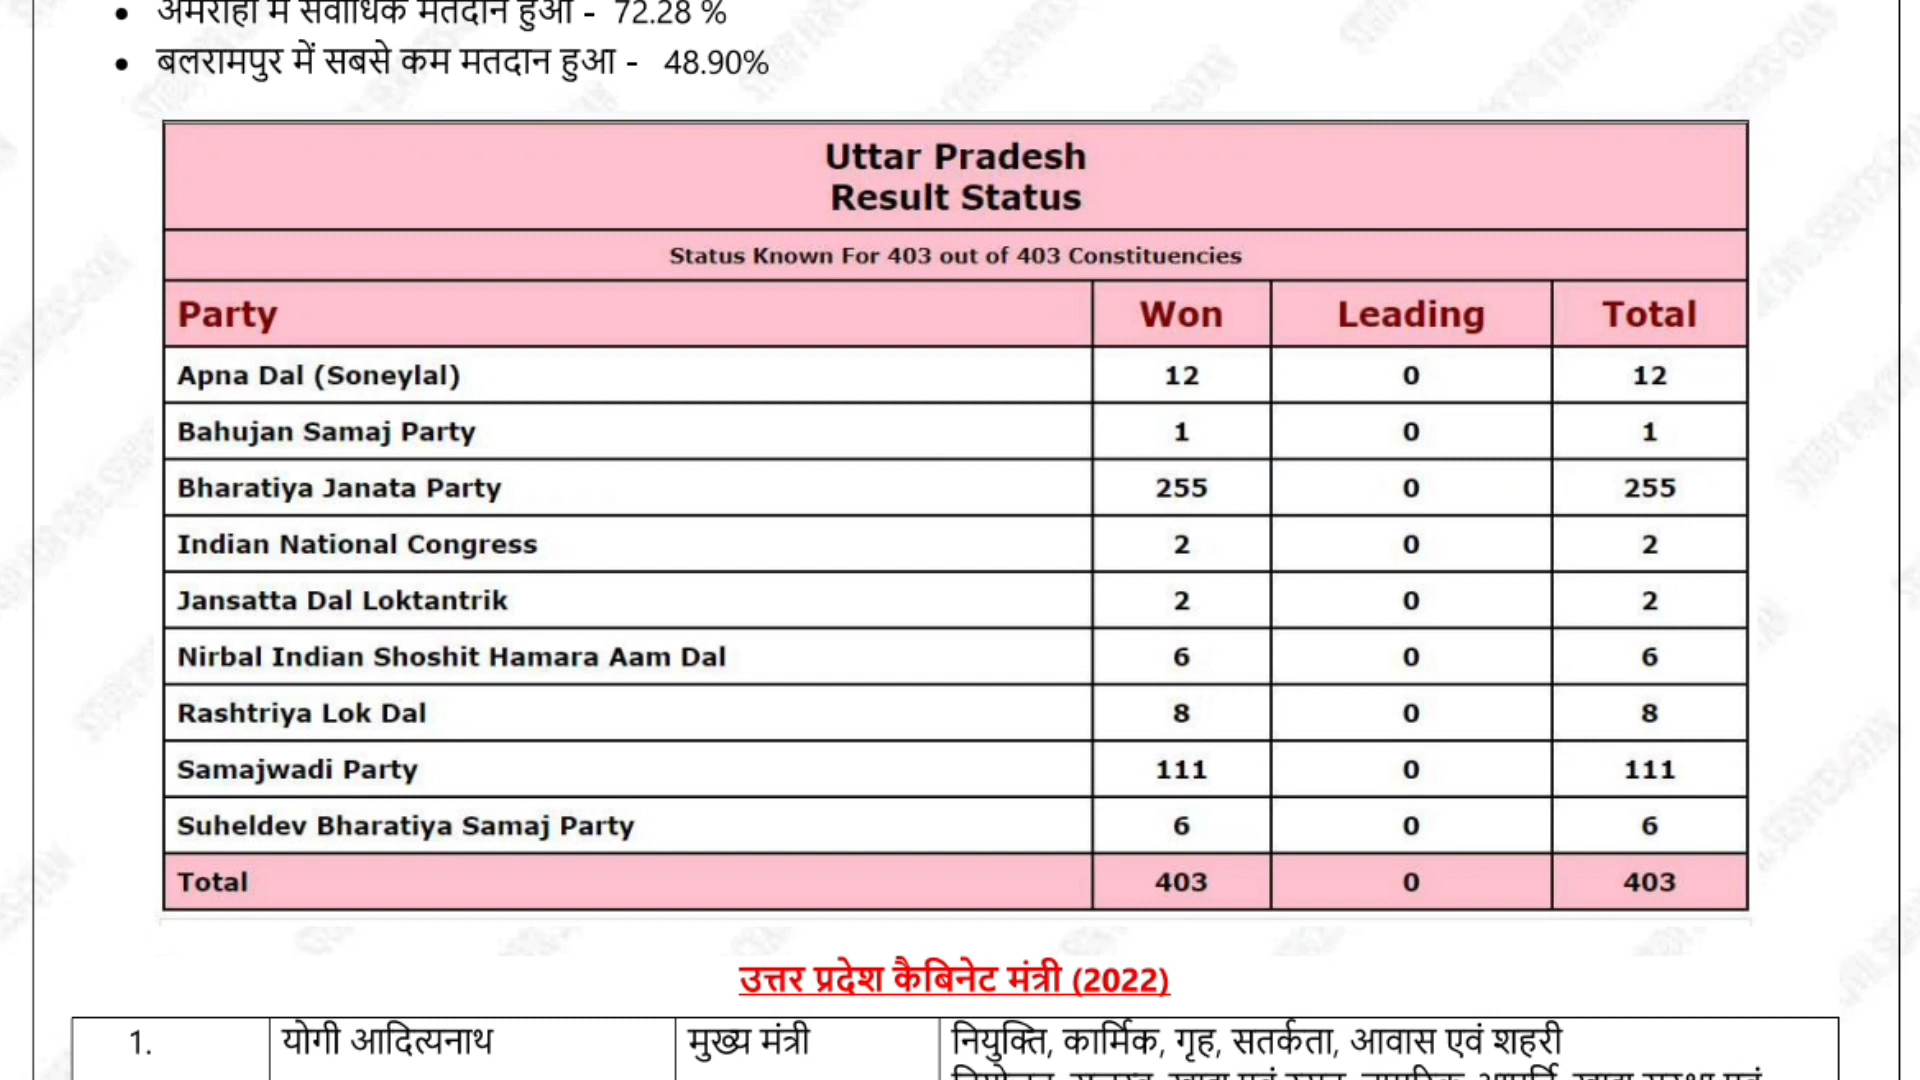 • अमरोहा में सर्वाधिक मतदान हुआ - 72.28 %
• बलरामपुर में सबसे कम मतदान हुआ - 48.90%
Uttar Pradesh
Result Status
Status Known For 403 out of 403 Constituencies
Party Won Leading Total
Apna Dal (Soneylal) 12 0 12
Bahujan Samaj Party 1 0 1
Bharatiya Janata Party 255 0 255
Indian National Congress 2 0 2
Jansatta Dal Loktantrik 2 0 2
Nirbal Indian Shoshit Hamara Aam Dal 6 0 6
Rashtriya Lok Dal 8 0 8
Samajwadi Party 111 0 111
Suheldev Bharatiya Samaj Party 6 0 6
Total 403 0 403
उत्तर प्रदेश कैबिनेट मंत्री (2022)
1. योगी आदित्यनाथ मुख्य मंत्री नियुक्ति, कार्मिक, गृह, सतर्कता, आवास एवं शहरी